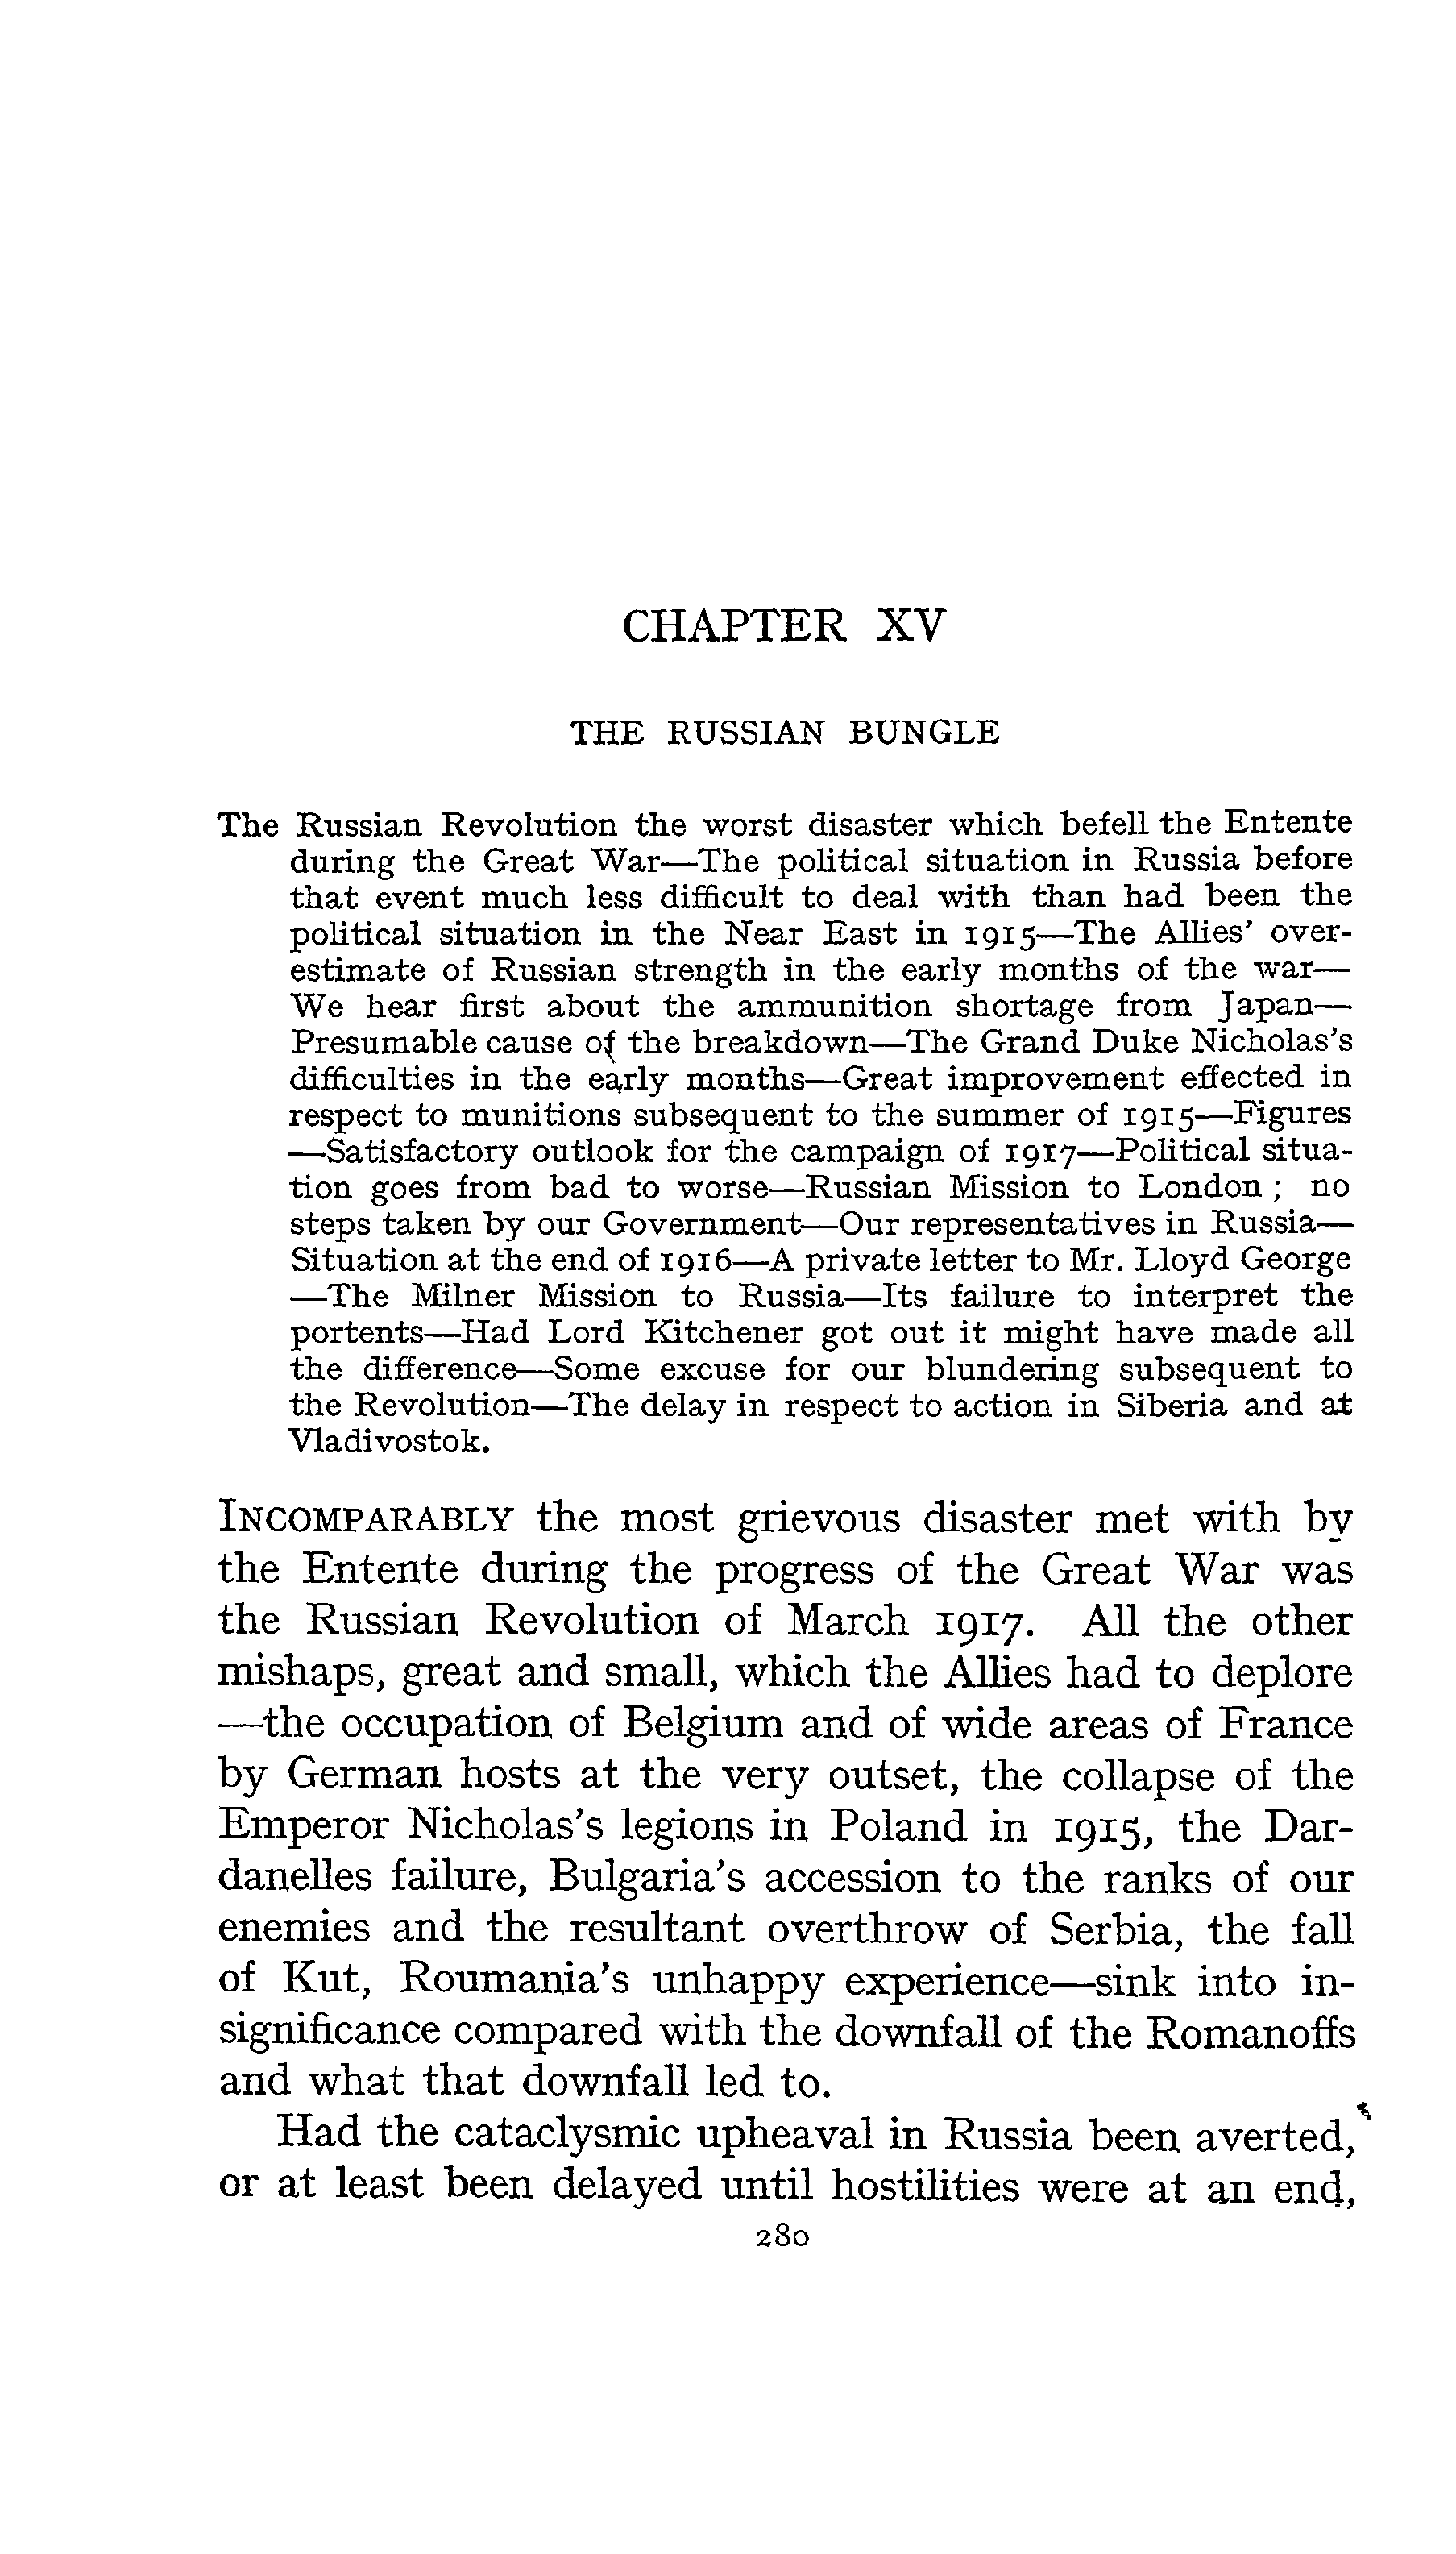 CHAPTER XV
THE RUSSIAN BUNGLE
The Russian Revolution the worst disaster which befell the Entente
during the Great War—The political situation in Russia before
that event much less difficult to deal with than had been the
political situation in the Near East in 1915—The Allies’ over-
estimate of Russian strength in the early months of the war—
We hear first about the ammunition shortage from Japan—
Presumable cause of the breakdown—The Grand Duke Nicholas’s
difficulties in the early months—Great improvement effected in
respect to munitions subsequent to the summer of 1915—Figures
—Satisfactory outlook for the campaign of 1917—Political situa-
tion goes from bad to worse—Russian Mission to London ; no
steps taken by our Government—Our representatives in Russia—
Situation at the end of 1916—A private letter to Mr. Lloyd George
—The Milner Mission to Russia—Its failure to interpret the
portents—Had Lord Kitchener got out it might have made all
the difference—Some excuse for our blundering subsequent to
the Revolution—The delay in respect to action in Siberia and at
Vladivostok.
INCOMPARABLY the most grievous disaster met with by
the Entente during the progress of the Great War was
the Russian Revolution of March 1917. All the other
mishaps, great and small, which the Allies had to deplore
—the occupation of Belgium and of wide areas of France
by German hosts at the very outset, the collapse of the
Emperor Nicholas’s legions in Poland in 1915, the Dar-
danelles failure, Bulgaria’s accession to the ranks of our
enemies and the resultant overthrow of Serbia, the fall
of Kut, Roumania’s unhappy experience—sink into in-
significance compared with the downfall of the Romanoffs
and what that downfall led to.
Had the cataclysmic upheaval in Russia been averted,
or at least been delayed until hostilities were at an end,
280